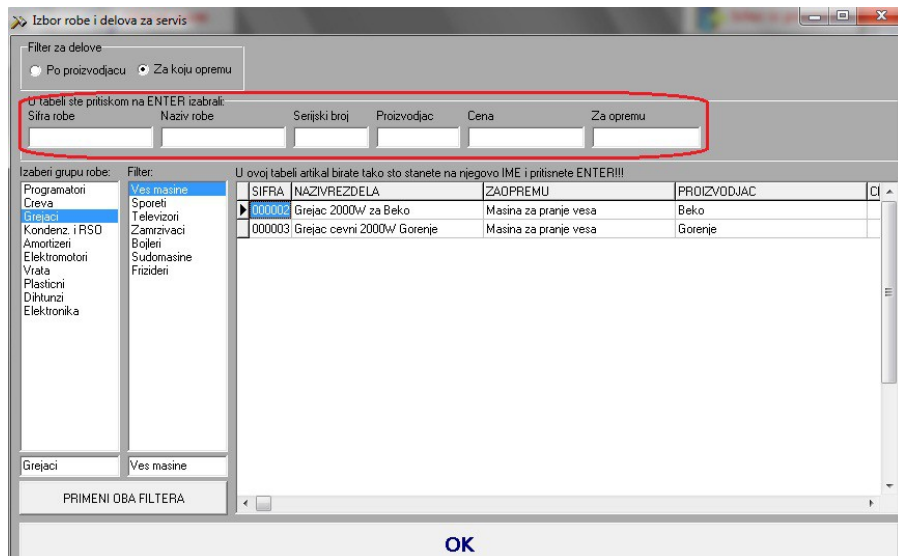 Izbor robe i delova za servis
Filter za delove
Po proizvodjacu Za koju opremu
U tabeli ste pritiskom na ENTER izabrali:
Sifra robe Naziv robe Serijski broj Proizvodjac Cena Za opremu
Izaberi grupu robe: Filter: U ovoj tabeli artikal birate tako sto stanete na njegovo IME i pritisnete ENTER!!!
Programatori
Creva
Grejaci
Kondenz. i RSO
Amortizeri
Elektromotori
Vrata
Plasticni
Dihtunzi
Elektronika
Ves masine
Sporeti
Televizori
Zamrzivaci
Bojleri
Sudomasine
Frizideri
SIFRA NAZIVREZDELA ZAOPREMU PROIZVODJAC
000002 Grejac 2000W za Beko Masina za pranje vesa Beko
000003 Grejac cevni 2000W Gorenje Masina za pranje vesa Gorenje
Grejaci Ves masine
PRIMENI OBA FILTERA
OK